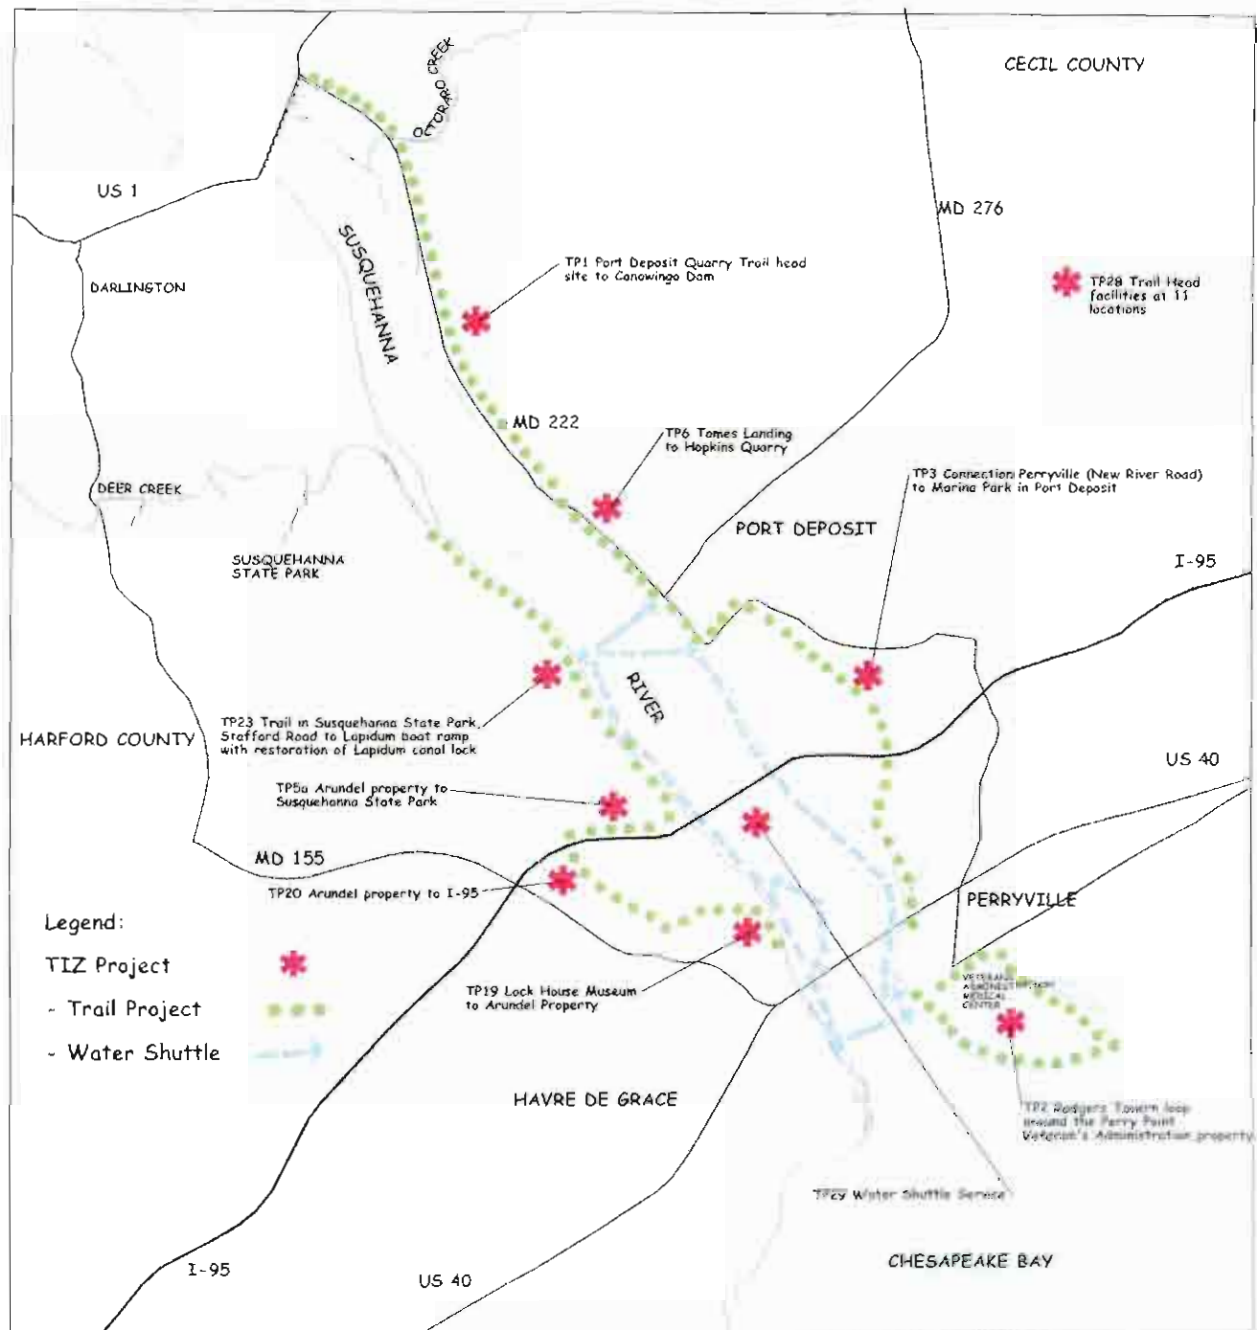 CECIL COUNTY
OCTORARO CREEK
US 1
MD 276
SUSQUEHANNA
TP1 Port Deposit Quarry Trail head
site to Conowingo Dam
TP28 Trail Head
facilities at 11
locations
DARLINGTON
MD 222
TP6 Tomes Landing
to Hopkins Quarry
TP3 Connection Perryville (New River Road)
to Marina Park in Port Deposit
DEER CREEK
PORT DEPOSIT
SUSQUEHANNA
STATE PARK
I-95
RIVER
TP23 Trail in Susquehanna State Park,
Stafford Road to Lapidum boat ramp
with restoration of Lapidum canal lock
HARFORD COUNTY
US 40
TP5a Arundel property to
Susquehanna State Park
MD 155
TP20 Arundel property to I-95
PERRYVILLE
Legend:
TIZ Project
- Trail Project
- Water Shuttle
VETERANS
ADMINISTRATION
MEDICAL
CENTER
TP19 Lock House Museum
to Arundel Property
HAVRE DE GRACE
TP2 Rodgers Tavern loop
around the Perry Point
Veteran's Administration property
TP29 Water Shuttle Service
CHESAPEAKE BAY
I-95
US 40